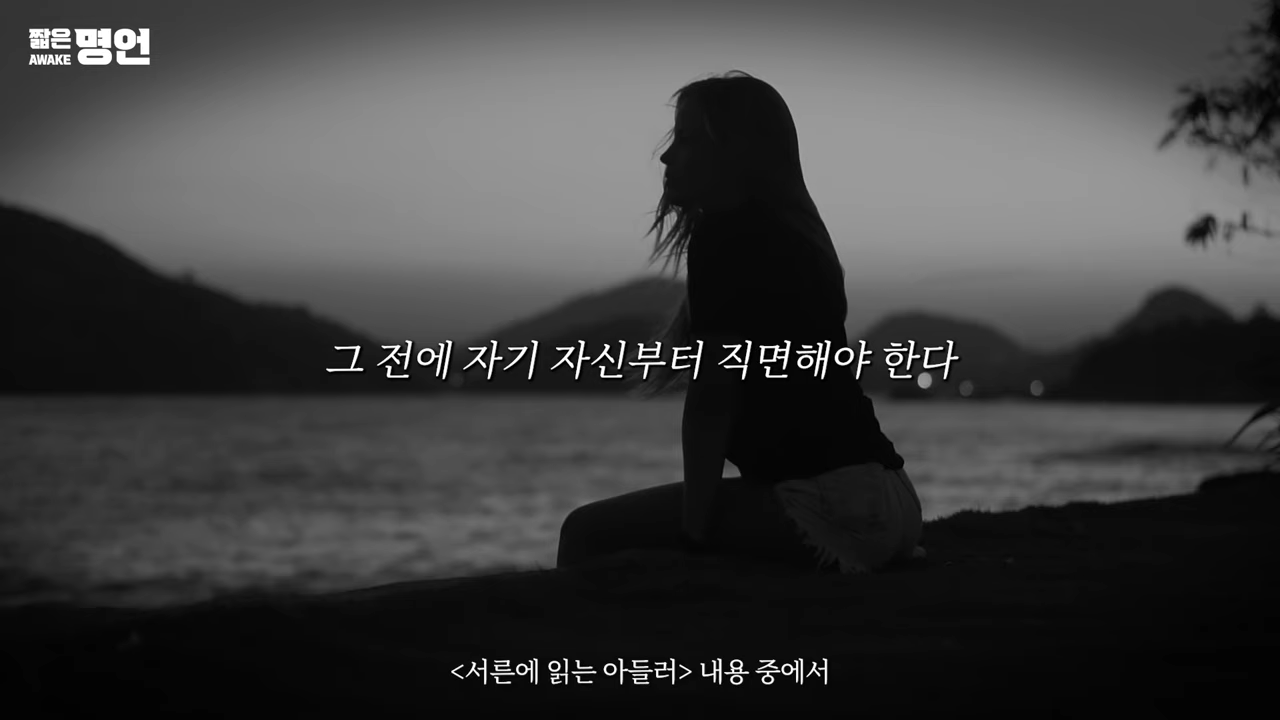 짧은 명언
AWAKE
그 전에 자기 자신부터 직면해야 한다
<서른에 읽는 아들러> 내용 중에서